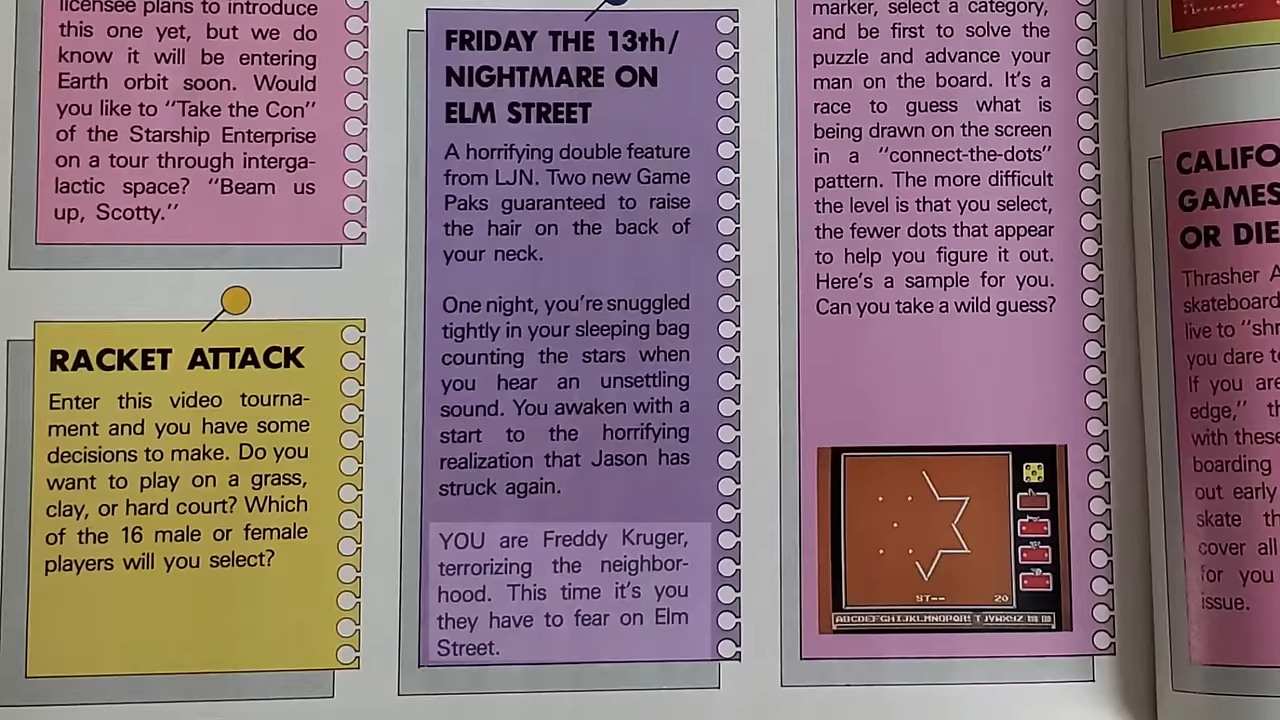 licensee plans to introduce
this one yet, but we do
know it will be entering
Earth orbit soon. Would
you like to "Take the Con"
of the Starship Enterprise
on a tour through interga-
lactic space? "Beam us
up, Scotty."
RACKET ATTACK
Enter this video tourna-
ment and you have some
decisions to make. Do you
want to play on a grass,
clay, or hard court? Which
of the 16 male or female
players will you select?
FRIDAY THE 13th/
NIGHTMARE ON
ELM STREET
A horrifying double feature
from LJN. Two new Game
Paks guaranteed to raise
the hair on the back of
your neck.
One night, you're snuggled
tightly in your sleeping bag
counting the stars when
you hear an unsettling
sound. You awaken with a
start to the horrifying
realization that Jason has
struck again.
YOU are Freddy Kruger,
terrorizing the neighbor-
hood. This time it's you
they have to fear on Elm
Street.
marker, select a category,
and be first to solve the
puzzle and advance your
man on the board. It's a
race to guess what is
being drawn on the screen
in a "connect-the-dots"
pattern. The more difficult
the level is that you select,
the fewer dots that appear
to help you figure it out.
Here's a sample for you.
Can you take a wild guess?
ST-- 20
CALIFO
GAMES
OR DIE
Thrasher A
skateboard
live to "shr
you dare to
If you are
edge," th
with these
boarding
out early
skate th
cover all
for you
issue.